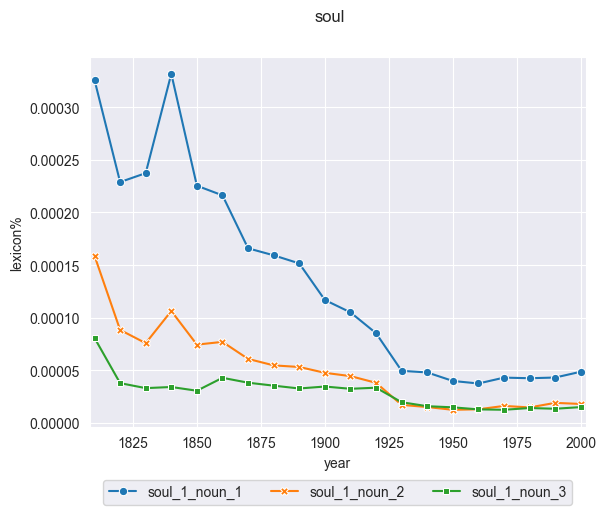 soul
0.00030
0.00025
0.00020
0.00015
0.00010
0.00005
0.00000
lexicon%
1825 1850 1875 1900 1925 1950 1975 2000
year
soul_1_noun_1 soul_1_noun_2 soul_1_noun_3